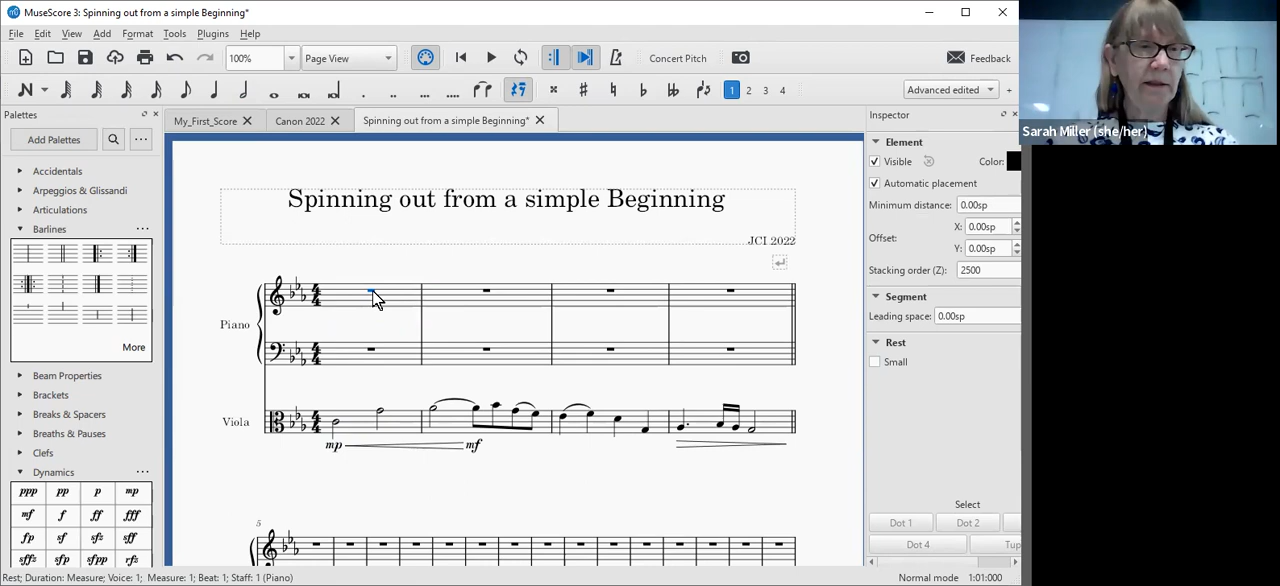 MuseScore 3: Spinning out from a simple Beginning*
File Edit View Add Format Tools Plugins Help
100% Page View Concert Pitch Feedback
1 2 3 4 Advanced edited +
Palettes
My_First_Score Canon 2022 Spinning out from a simple Beginning*
Inspector
Add Palettes ...
Element
Visible Color:
Automatic placement
Minimum distance: 0.00sp
Offset: X: 0.00sp
Y: 0.00sp
Stacking order (Z): 2500
Segment
Leading space: 0.00sp
Rest
Small
Select
Dot 1 Dot 2
Dot 4 Tup
Accidentals
Arpeggios & Glissandi
Articulations
Barlines ...
More
Beam Properties
Brackets
Breaks & Spacers
Breaths & Pauses
Clefs
Dynamics ...
ppp pp p mp
mf f ff fff
fp sf sfz sff
sffz sfp sfpp rfz
Spinning out from a simple Beginning
JCI 2022
Piano
Viola
mp mf
5
Rest; Duration: Measure; Voice: 1; Measure: 1; Beat: 1; Staff: 1 (Piano)
Normal mode 1:01:000
Sarah Miller (she/her)